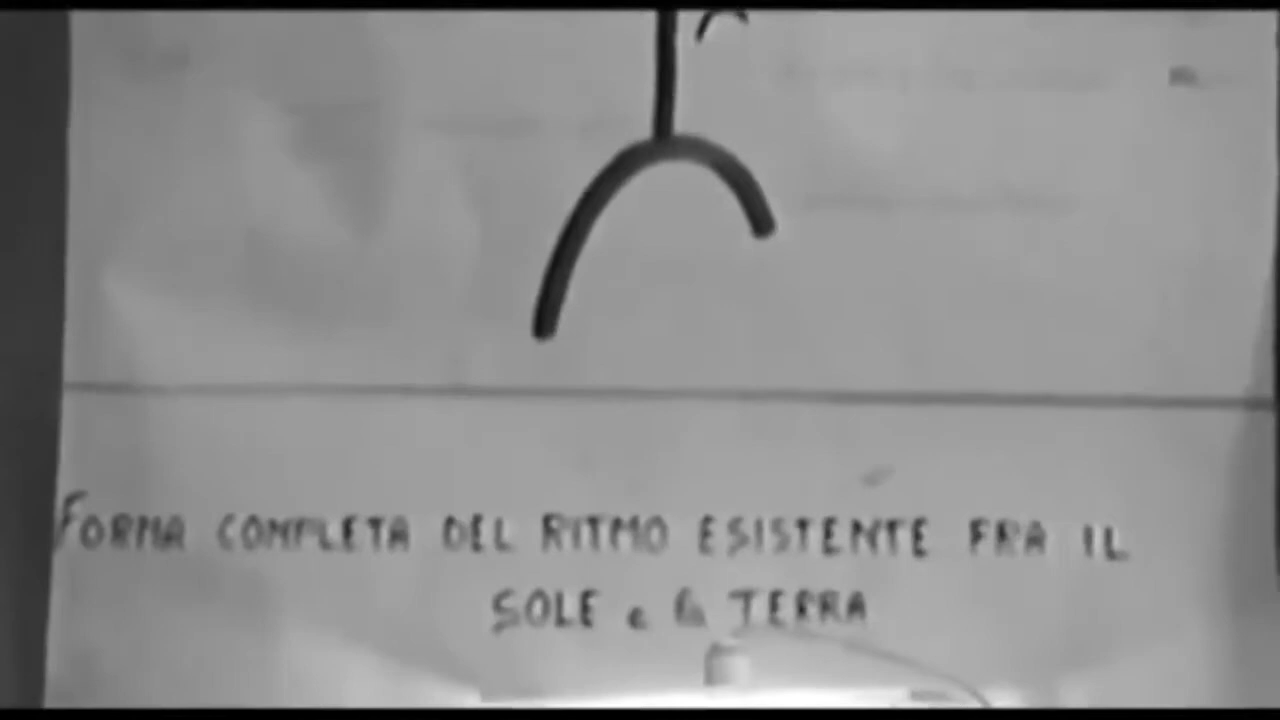 FORMA COMPLETA DEL RITMO ESISTENTE FRA IL
SOLE e la TERRA